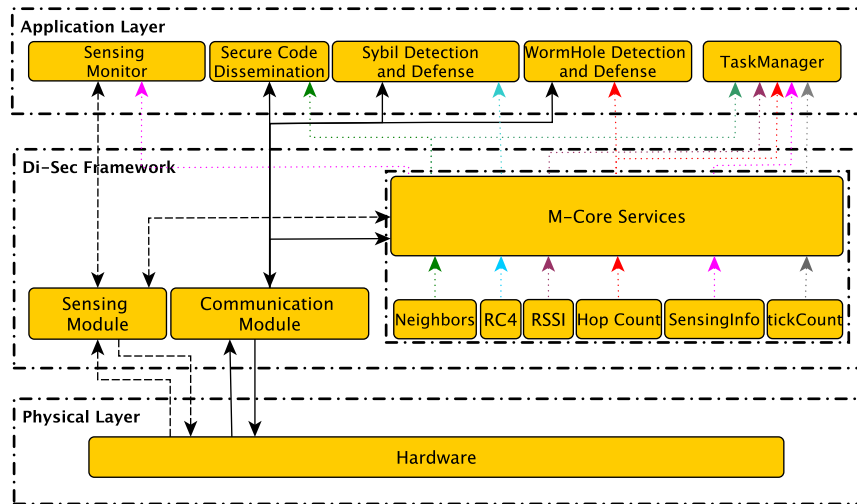 Application Layer
Sensing
Monitor
Secure Code
Dissemination
Sybil Detection
and Defense
WormHole Detection
and Defense
TaskManager
Di-Sec Framework
M-Core Services
Sensing
Module
Communication
Module
Neighbors
RC4
RSSI
Hop Count
SensingInfo
tickCount
Physical Layer
Hardware